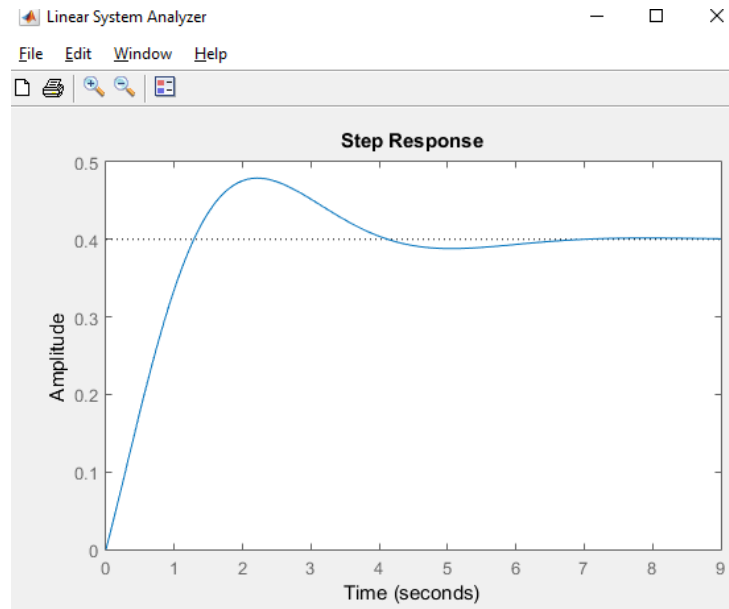 Linear System Analyzer
File Edit Window Help
Step Response
0.5
0.4
0.3
0.2
0.1
0
Amplitude
0 1 2 3 4 5 6 7 8 9
Time (seconds)